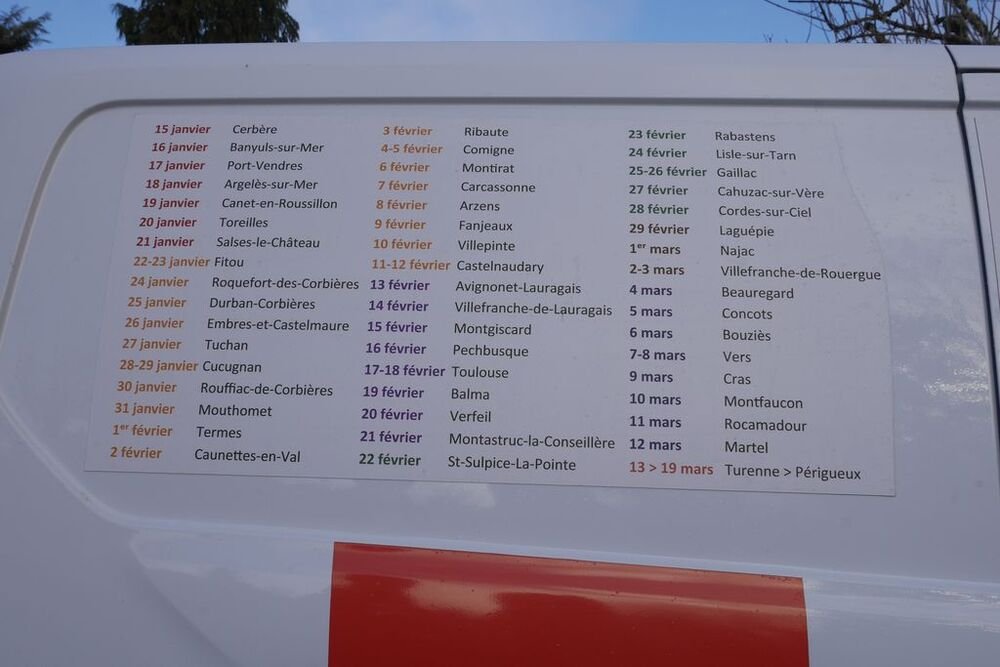 15 janvier Cerbère
16 janvier Banyuls-sur-Mer
17 janvier Port-Vendres
18 janvier Argelès-sur-Mer
19 janvier Canet-en-Roussillon
20 janvier Toreilles
21 janvier Salses-le-Château
22-23 janvier Fitou
24 janvier Roquefort-des-Corbières
25 janvier Durban-Corbières
26 janvier Embres-et-Castelmaure
27 janvier Tuchan
28-29 janvier Cucugnan
30 janvier Rouffiac-de-Corbières
31 janvier Mouthomet
1er février Termes
2 février Caunettes-en-Val
3 février Ribaute
4-5 février Comigne
6 février Montirat
7 février Carcassonne
8 février Arzens
9 février Fanjeaux
10 février Villepinte
11-12 février Castelnaudary
13 février Avignonet-Lauragais
14 février Villefranche-de-Lauragais
15 février Montgiscard
16 février Pechbusque
17-18 février Toulouse
19 février Balma
20 février Verfeil
21 février Montastruc-la-Conseillère
22 février St-Sulpice-La-Pointe
23 février Rabastens
24 février Lisle-sur-Tarn
25-26 février Gaillac
27 février Cahuzac-sur-Vère
28 février Cordes-sur-Ciel
29 février Laguépie
1er mars Najac
2-3 mars Villefranche-de-Rouergue
4 mars Beauregard
5 mars Concots
6 mars Bouziès
7-8 mars Vers
9 mars Cras
10 mars Montfaucon
11 mars Rocamadour
12 mars Martel
13 > 19 mars Turenne > Périgueux